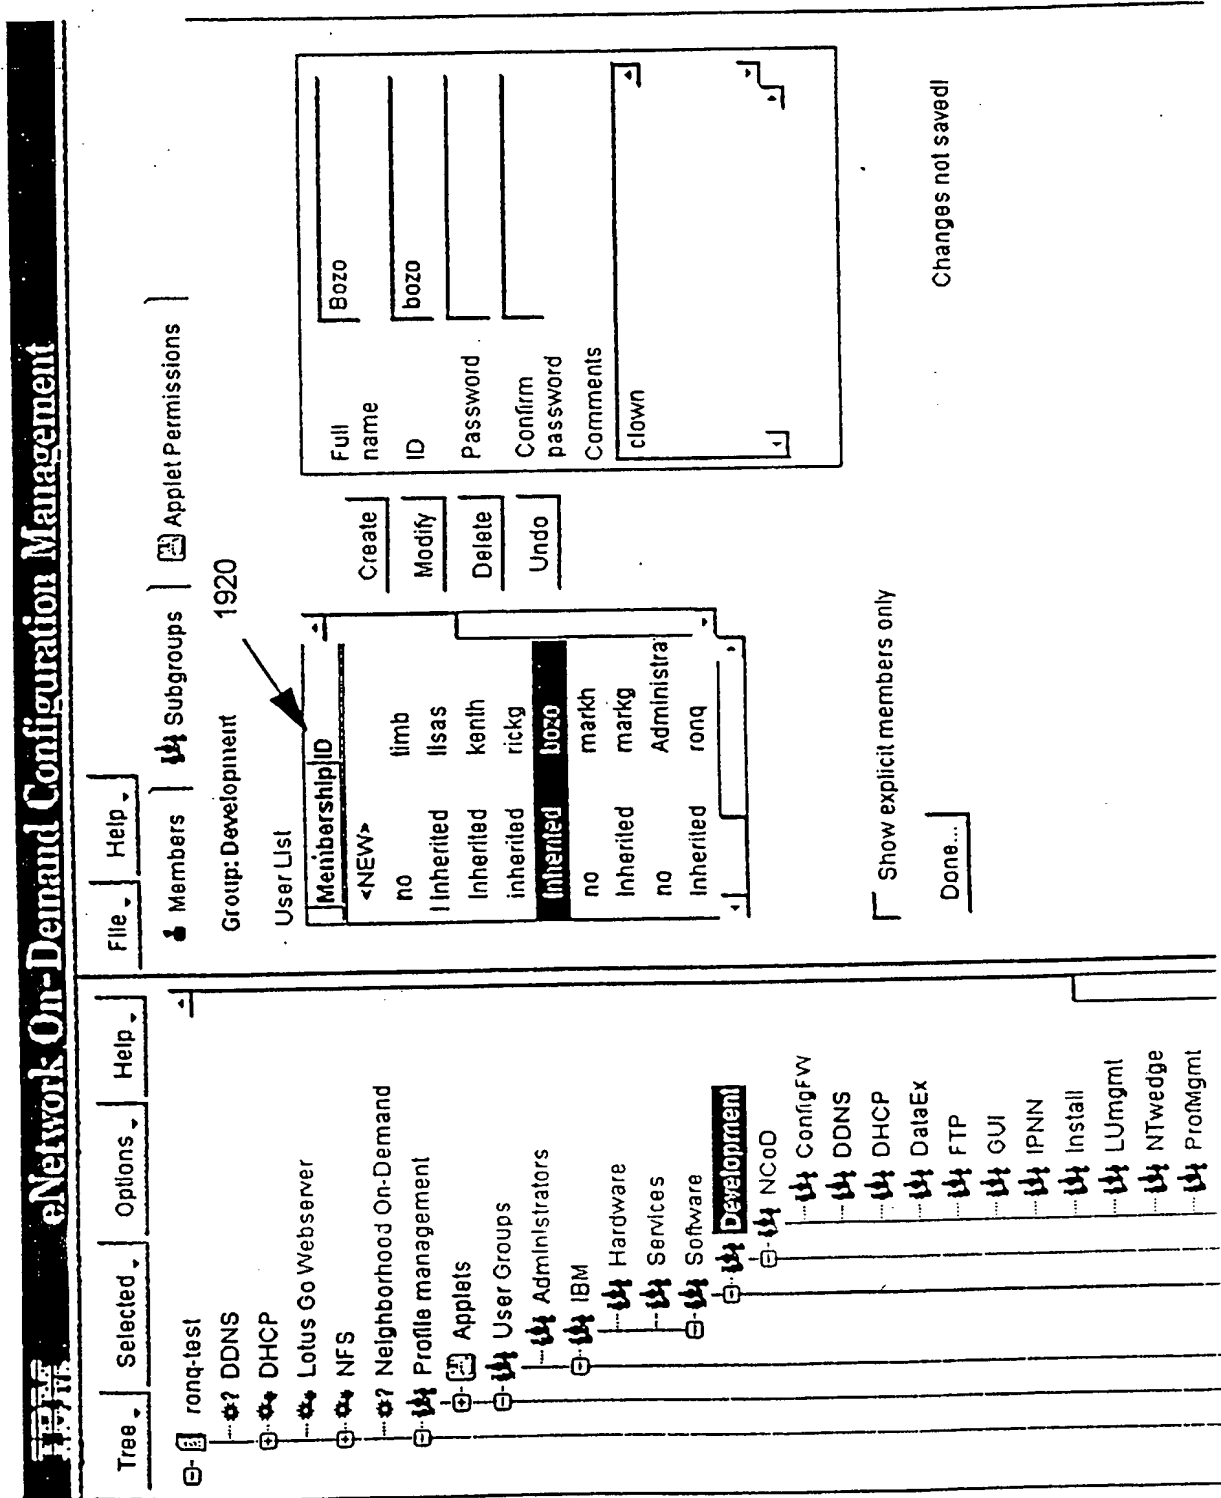 IBM eNetwork On-Demand Configuration Management
Tree Selected Options Help
ronq-test
? DDNS
DHCP
Lotus Go Webserver
NFS
? Neighborhood On-Demand
Profile management
Applets
User Groups
Administrators
IBM
Hardware
Services
Software
Development
NCoD
ConfigFW
DDNS
DHCP
DataEx
FTP
GUI
IPNN
Install
LUmgmt
NTwedge
ProfMgmt
File Help
Members Subgroups Applet Permissions
Group: Development 1920
User List
Membership ID
<NEW>
no timb
Inherited lisas
Inherited kenth
inherited rickg
Inherited bozo
no markh
Inherited markg
no Administra
Inherited ronq
Create
Modify
Delete
Undo
Full name Bozo
ID bozo
Password
Confirm password
Comments
clown
Show explicit members only
Done...
Changes not saved!